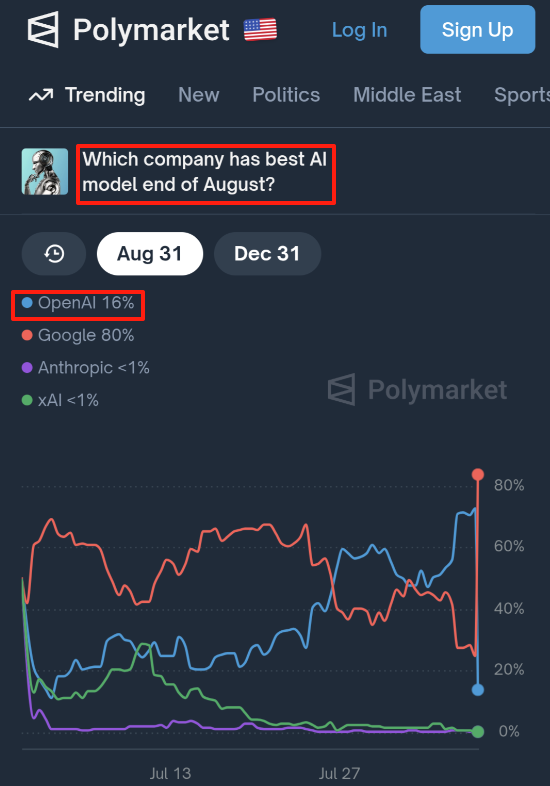 Polymarket
Log In
Sign Up
Trending New Politics Middle East Sports
Which company has best AI
model end of August?
Aug 31
Dec 31
OpenAI 16%
Google 80%
Anthropic <1%
xAI <1%
Polymarket
80%
60%
40%
20%
0%
Jul 13
Jul 27